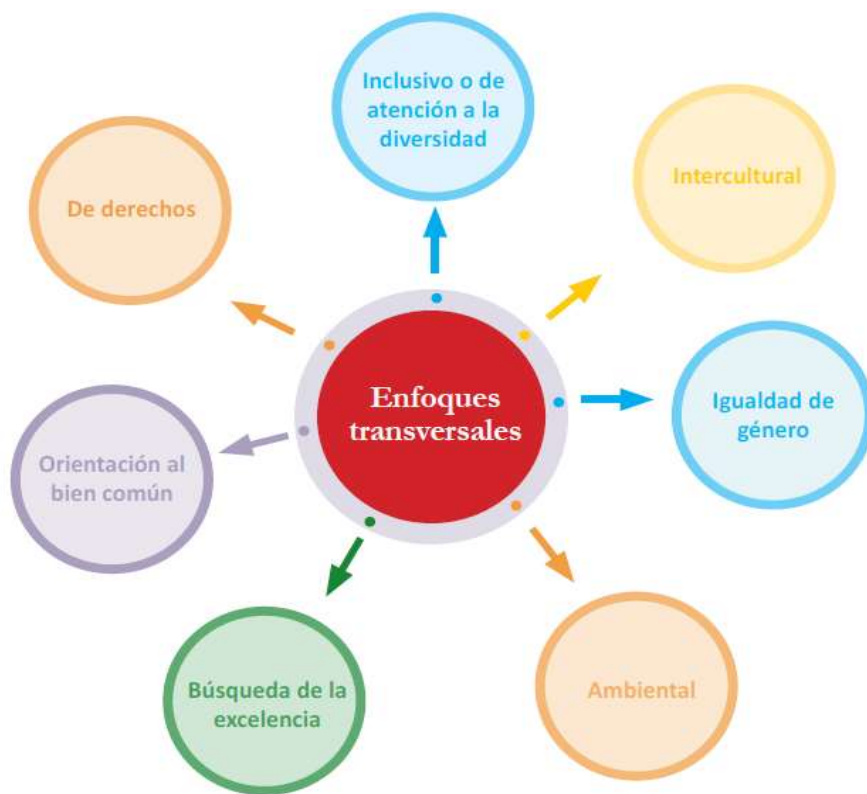 Inclusivo o de
atención a la
diversidad
Intercultural
De derechos
Enfoques
transversales
Igualdad de
género
Orientación al
bien común
Búsqueda de la
excelencia
Ambiental